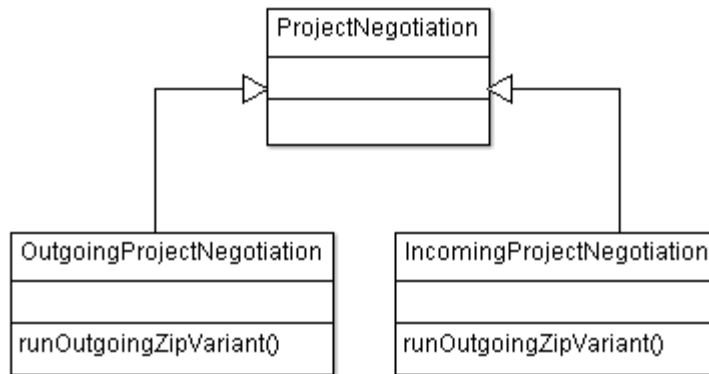 ProjectNegotiation
OutgoingProjectNegotiation
IncomingProjectNegotiation
runOutgoingZipVariant()
runOutgoingZipVariant()